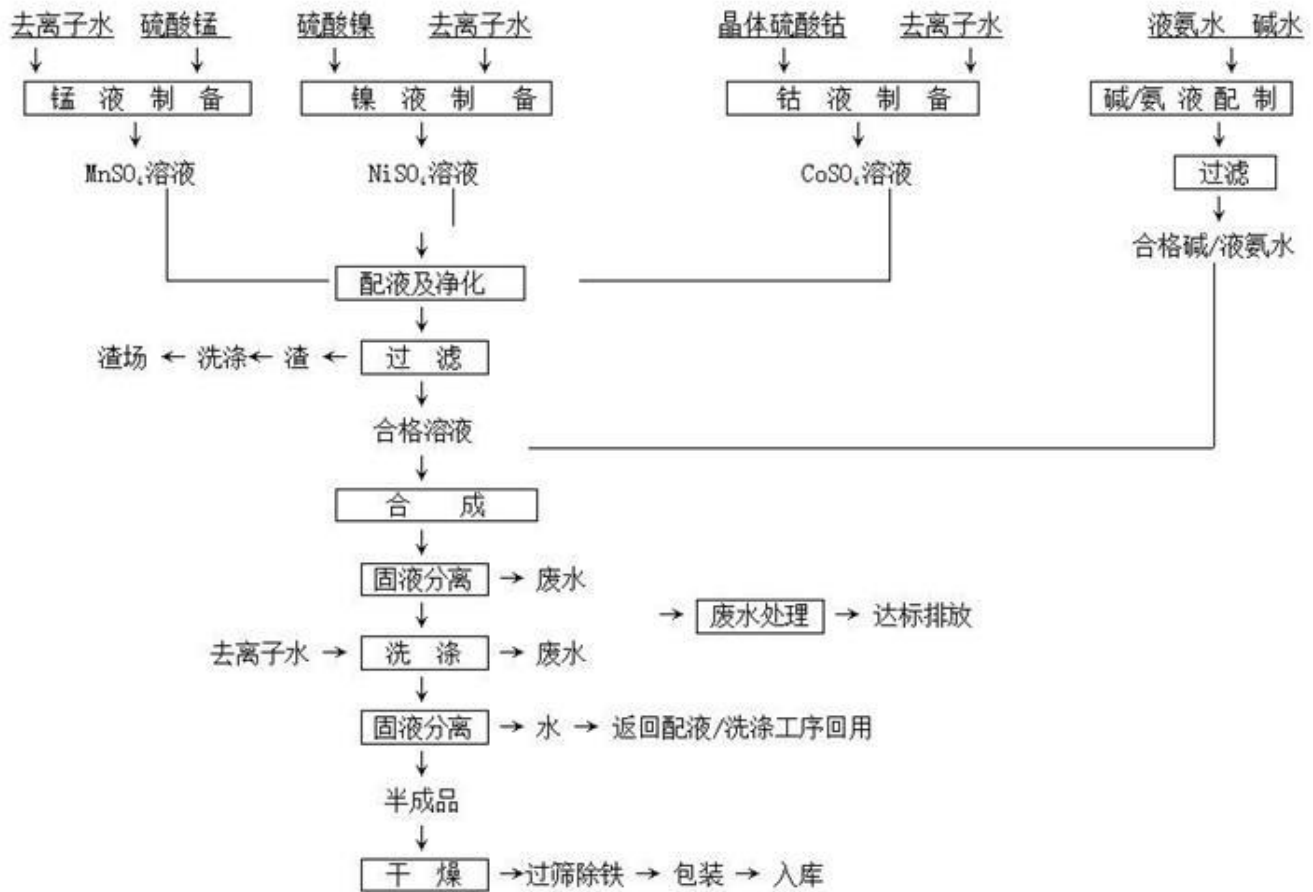 去离子水 硫酸锰 硫酸镍 去离子水 晶体硫酸钴 去离子水 液氨水 碱水
锰液制备 镍液制备 钴液制备 碱/氨液配制
MnSO₄溶液 NiSO₄溶液 CoSO₄溶液 过滤
合格碱/液氨水
配液及净化
渣场 ← 洗涤 ← 渣 ← 过滤
合格溶液
合成
固液分离 → 废水
→ 废水处理 → 达标排放
去离子水 → 洗涤 → 废水
固液分离 → 水 → 返回配液/洗涤工序回用
半成品
干燥 → 过筛除铁 → 包装 → 入库